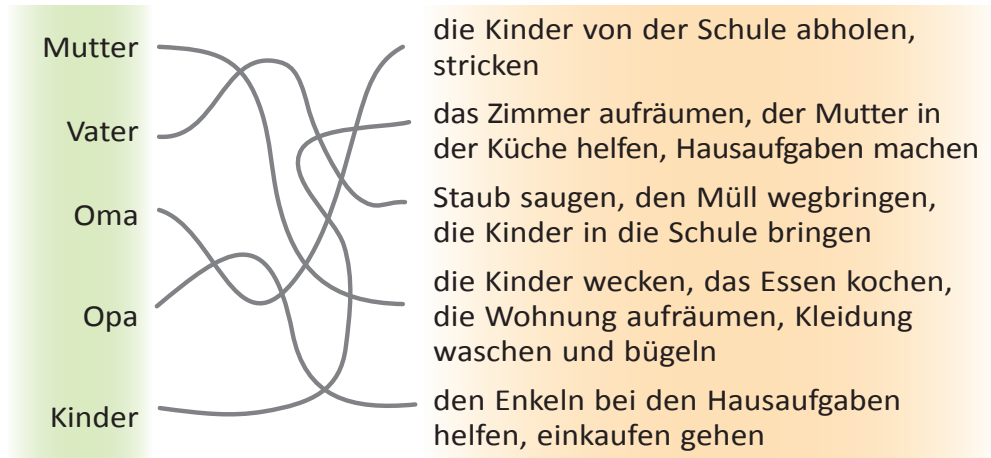 Mutter
Vater
Oma
Opa
Kinder
die Kinder von der Schule abholen,
stricken
das Zimmer aufräumen, der Mutter in
der Küche helfen, Hausaufgaben machen
Staub saugen, den Müll wegbringen,
die Kinder in die Schule bringen
die Kinder wecken, das Essen kochen,
die Wohnung aufräumen, Kleidung
waschen und bügeln
den Enkeln bei den Hausaufgaben
helfen, einkaufen gehen